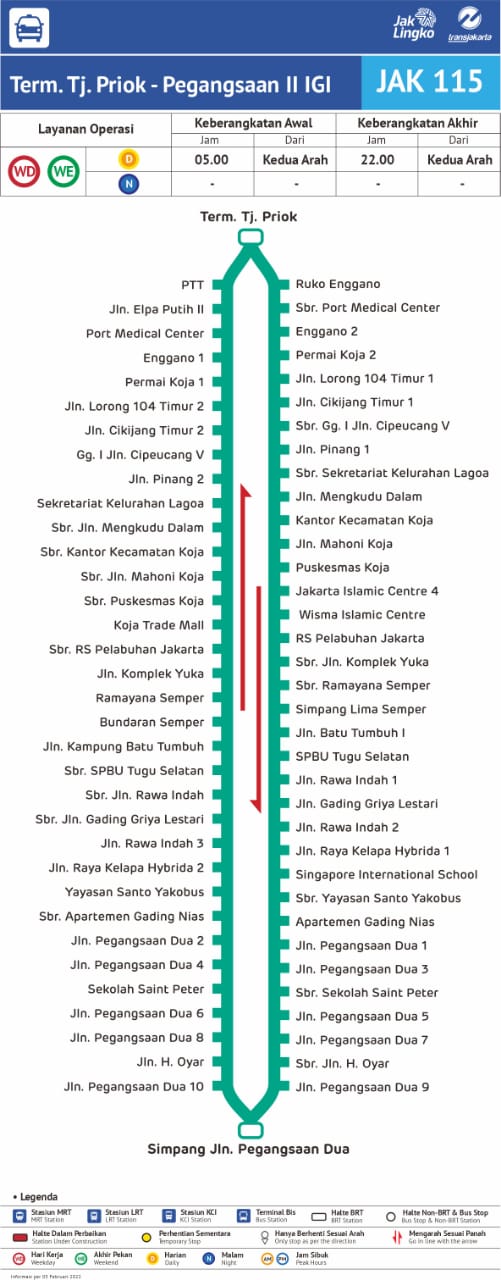 Jak
Lingko
transjakarta
Term. Tj. Priok - Pegangsaan II IGI
JAK 115
Layanan Operasi
Keberangkatan Awal
Keberangkatan Akhir
Jam
Dari
Jam
Dari
WD
WE
D
05.00
Kedua Arah
22.00
Kedua Arah
N
-
-
-
-
Term. Tj. Priok
PTT
Jln. Elpa Putih II
Port Medical Center
Enggano 1
Permai Koja 1
Jln. Lorong 104 Timur 2
Jln. Cikijang Timur 2
Gg. I Jln. Cipeucang V
Jln. Pinang 2
Sekretariat Kelurahan Lagoa
Sbr. Jln. Mengkudu Dalam
Sbr. Kantor Kecamatan Koja
Sbr. Jln. Mahoni Koja
Sbr. Puskesmas Koja
Koja Trade Mall
Sbr. RS Pelabuhan Jakarta
Jln. Komplek Yuka
Ramayana Semper
Bundaran Semper
Jln. Kampung Batu Tumbuh
Sbr. SPBU Tugu Selatan
Sbr. Jln. Rawa Indah
Sbr. Jln. Gading Griya Lestari
Jln. Rawa Indah 3
Jln. Raya Kelapa Hybrida 2
Yayasan Santo Yakobus
Sbr. Apartemen Gading Nias
Jln. Pegangsaan Dua 2
Jln. Pegangsaan Dua 4
Sekolah Saint Peter
Jln. Pegangsaan Dua 6
Jln. Pegangsaan Dua 8
Jln. H. Oyar
Jln. Pegangsaan Dua 10
Ruko Enggano
Sbr. Port Medical Center
Enggano 2
Permai Koja 2
Jln. Lorong 104 Timur 1
Jln. Cikijang Timur 1
Sbr. Gg. I Jln. Cipeucang V
Jln. Pinang 1
Sbr. Sekretariat Kelurahan Lagoa
Jln. Mengkudu Dalam
Kantor Kecamatan Koja
Jln. Mahoni Koja
Puskesmas Koja
Jakarta Islamic Centre 4
Wisma Islamic Centre
RS Pelabuhan Jakarta
Sbr. Jln. Komplek Yuka
Sbr. Ramayana Semper
Simpang Lima Semper
Jln. Batu Tumbuh I
SPBU Tugu Selatan
Jln. Rawa Indah 1
Jln. Gading Griya Lestari
Jln. Rawa Indah 2
Jln. Raya Kelapa Hybrida 1
Singapore International School
Sbr. Yayasan Santo Yakobus
Apartemen Gading Nias
Jln. Pegangsaan Dua 1
Jln. Pegangsaan Dua 3
Sbr. Sekolah Saint Peter
Jln. Pegangsaan Dua 5
Jln. Pegangsaan Dua 7
Sbr. Jln. H. Oyar
Jln. Pegangsaan Dua 9
Simpang Jln. Pegangsaan Dua
• Legenda
Stasiun MRT
MRT Station
Stasiun LRT
LRT Station
Stasiun KCI
KCI Station
Terminal Bis
Bus Station
Halte BRT
BRT Station
Halte Non-BRT & Bus Stop
Bus Stop & Non-BRT Station
Halte Dalam Perbaikan
Station Under Construction
Perhentian Sementara
Temporary Stop
Hanya Berhenti Sesuai Arah
Only stop as per the direction
Mengarah Sesuai Panah
Go in line with the arrow
WD
Hari Kerja
Weekday
WE
Akhir Pekan
Weekend
D
Harian
Daily
N
Malam
Night
AM
PM
Jam Sibuk
Peak Hours